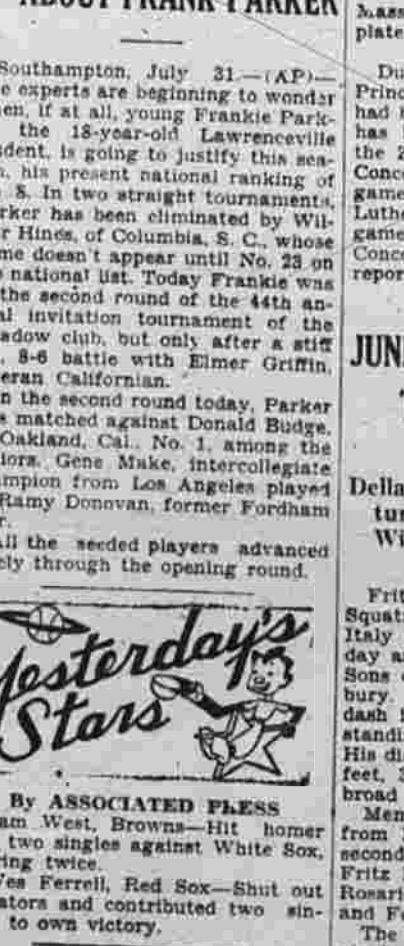 ABOUT FRANK PARKER
Southampton, July 31.—(AP)—
e experts are beginning to wonder
en, if at all, young Frankie Park-
the 18-year-old Lawrenceville
dent, is going to justify this sea-
, his present national ranking of
8. In two straight tournaments,
rker has been eliminated by Wil-
r Hines, of Columbia, S. C., whose
me doesn't appear until No. 23 on
national list. Today Frankie was
the second round of the 44th an-
al invitation tournament of the
adow club, but only after a stiff
, 8-6 battle with Elmer Griffin,
eran Californian.
n the second round today, Parker
s matched against Donald Budge,
Oakland, Cal., No. 1, among the
iors. Gene Make, intercollegiate
ampion from Los Angeles played
Ramy Donovan, former Fordham
r.
All the seeded players advanced
ely through the opening round.
Yesterday's
Stars
By ASSOCIATED PRESS
am West, Browns—Hit homer
two singles against White Sox,
ring twice.
Wes Ferrell, Red Sox—Shut out
ators and contributed two sin-
to own victory.
Mass
plate
Du
Princ
had
has
the 2
Conce
game
Luthe
game
Conce
repor
JUN
Della
tur
Wi
Frit
Squat
Italy
day a
Sons
bury.
dash
standi
His di
feet, 3
broad
Men
from
second
Fritz
Rosari
and Fe
The